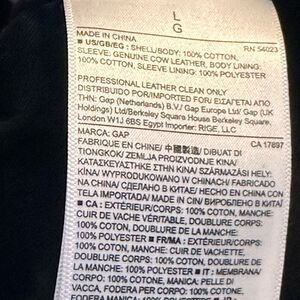 L
G
MADE IN CHINA RN 54023
■ US/GB/EG: SHELL/BODY: 100% COTTON,
SLEEVE: GENUINE COW LEATHER, BODY LINING:
100% COTTON, SLEEVE LINING: 100% POLYESTER
PROFESSIONAL LEATHER CLEAN ONLY
DISTRIBUIDO POR/IMPORTED FOR/ ΕΙΣΑΓΕΤΑΙ ΑΠΟ
ΤΗΝ: Gap (Netherlands) B.V./ Gap Europe Ltd/ Gap (UK
Holdings) Ltd/Berkeley Square House Berkeley Square,
London W1J 6BS Egypt Importer: RIGE, LLC
MARCA: GAP CA 17897
FABRIQUE EN CHINE/ 中國製造/ DIBUAT DI
TIONGKOK/ ZEMLJA PROIZVODNJE KINA/
ΚΑΤΑΣΚΕΥΑΖΕΤΑΙ ΣΤΗΝ ΚΙΝΑ/ SZÁRMAZÁSI HELY:
KÍNA/ WYPRODUKOWANO W CHINACH/ FABRICADO
NA CHINA/ СДЕЛАНО В КИТАЕ/ HECHO EN CHINA CON
TELA IMPORTADA/ MADE IN CIN/ ВИРОБЛЕНО В КИТАЇ
■ CA: EXTÉRIEUR/CORPS: 100% COTON, MANCHE:
CUIR DE VACHE VÉRITABLE, DOUBLURE CORPS:
100% COTON, DOUBLURE DE LA MANCHE:
100% POLYESTER ■ FR/MA: EXTÉRIEUR/
CORPS: 100% COTON, MANCHE: CUIR DE VACHETTE,
DOUBLURE CORPS: 100% COTON, DOUBLURE DE
LA MANCHE: 100% POLYESTER ■ IT: MEMBRANA/
CORPO: 100% COTONE, MANICA: PELLE DI
VACCA, FODERA PER CORPO: 100% COTONE,
FODERA MANICA: 100%